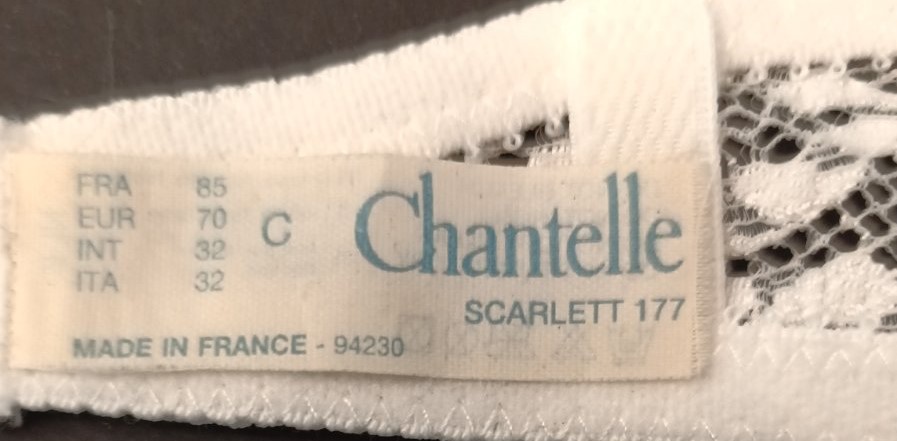 FRA 85
EUR 70 C
INT 32
ITA 32
Chantelle
SCARLETT 177
MADE IN FRANCE - 94230